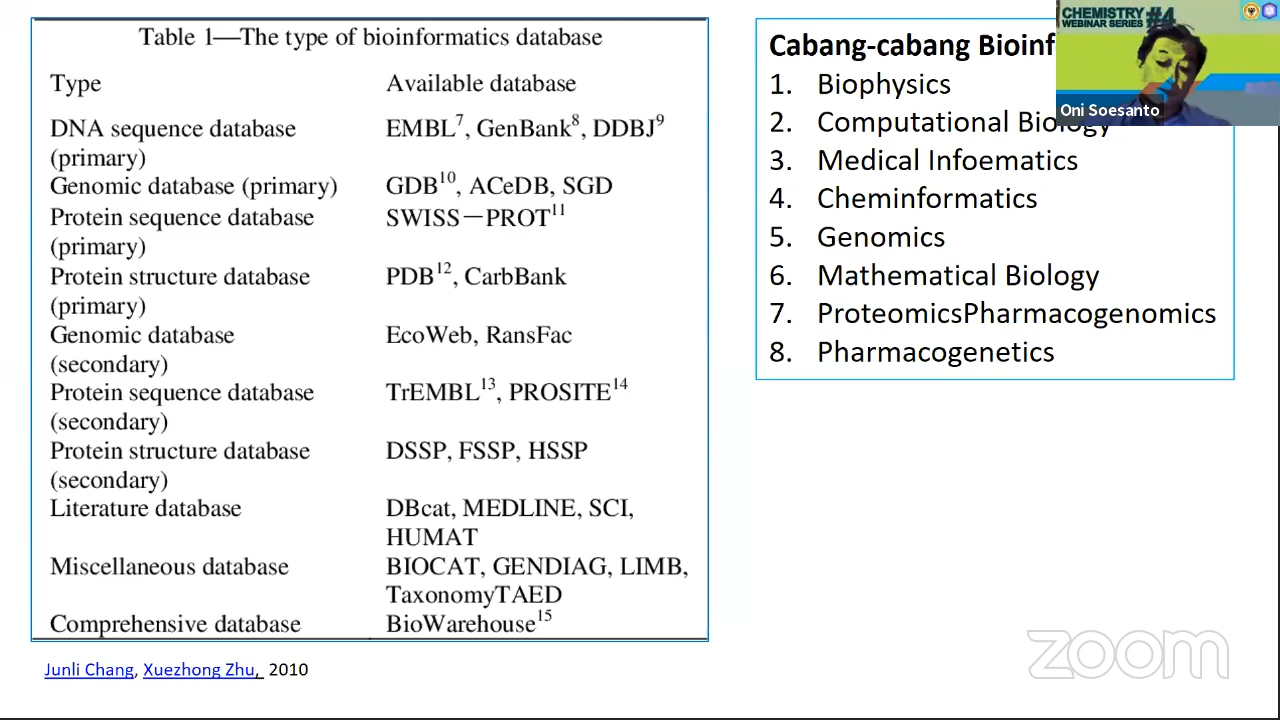 Table 1—The type of bioinformatics database
Type Available database
DNA sequence database EMBL7, GenBank8, DDBJ9
(primary)
Genomic database (primary) GDB10, ACeDB, SGD
Protein sequence database SWISS—PROT11
(primary)
Protein structure database PDB12, CarbBank
(primary)
Genomic database EcoWeb, RansFac
(secondary)
Protein sequence database TrEMBL13, PROSITE14
(secondary)
Protein structure database DSSP, FSSP, HSSP
(secondary)
Literature database DBcat, MEDLINE, SCI,
HUMAT
Miscellaneous database BIOCAT, GENDIAG, LIMB,
TaxonomyTAED
Comprehensive database BioWarehouse15
Junli Chang, Xuezhong Zhu, 2010
Cabang-cabang Bioinf
1. Biophysics
2. Computational Biology
3. Medical Infoematics
4. Cheminformatics
5. Genomics
6. Mathematical Biology
7. ProteomicsPharmacogenomics
8. Pharmacogenetics
CHEMISTRY #4
WEBINAR SERIES
Oni Soesanto
zoom